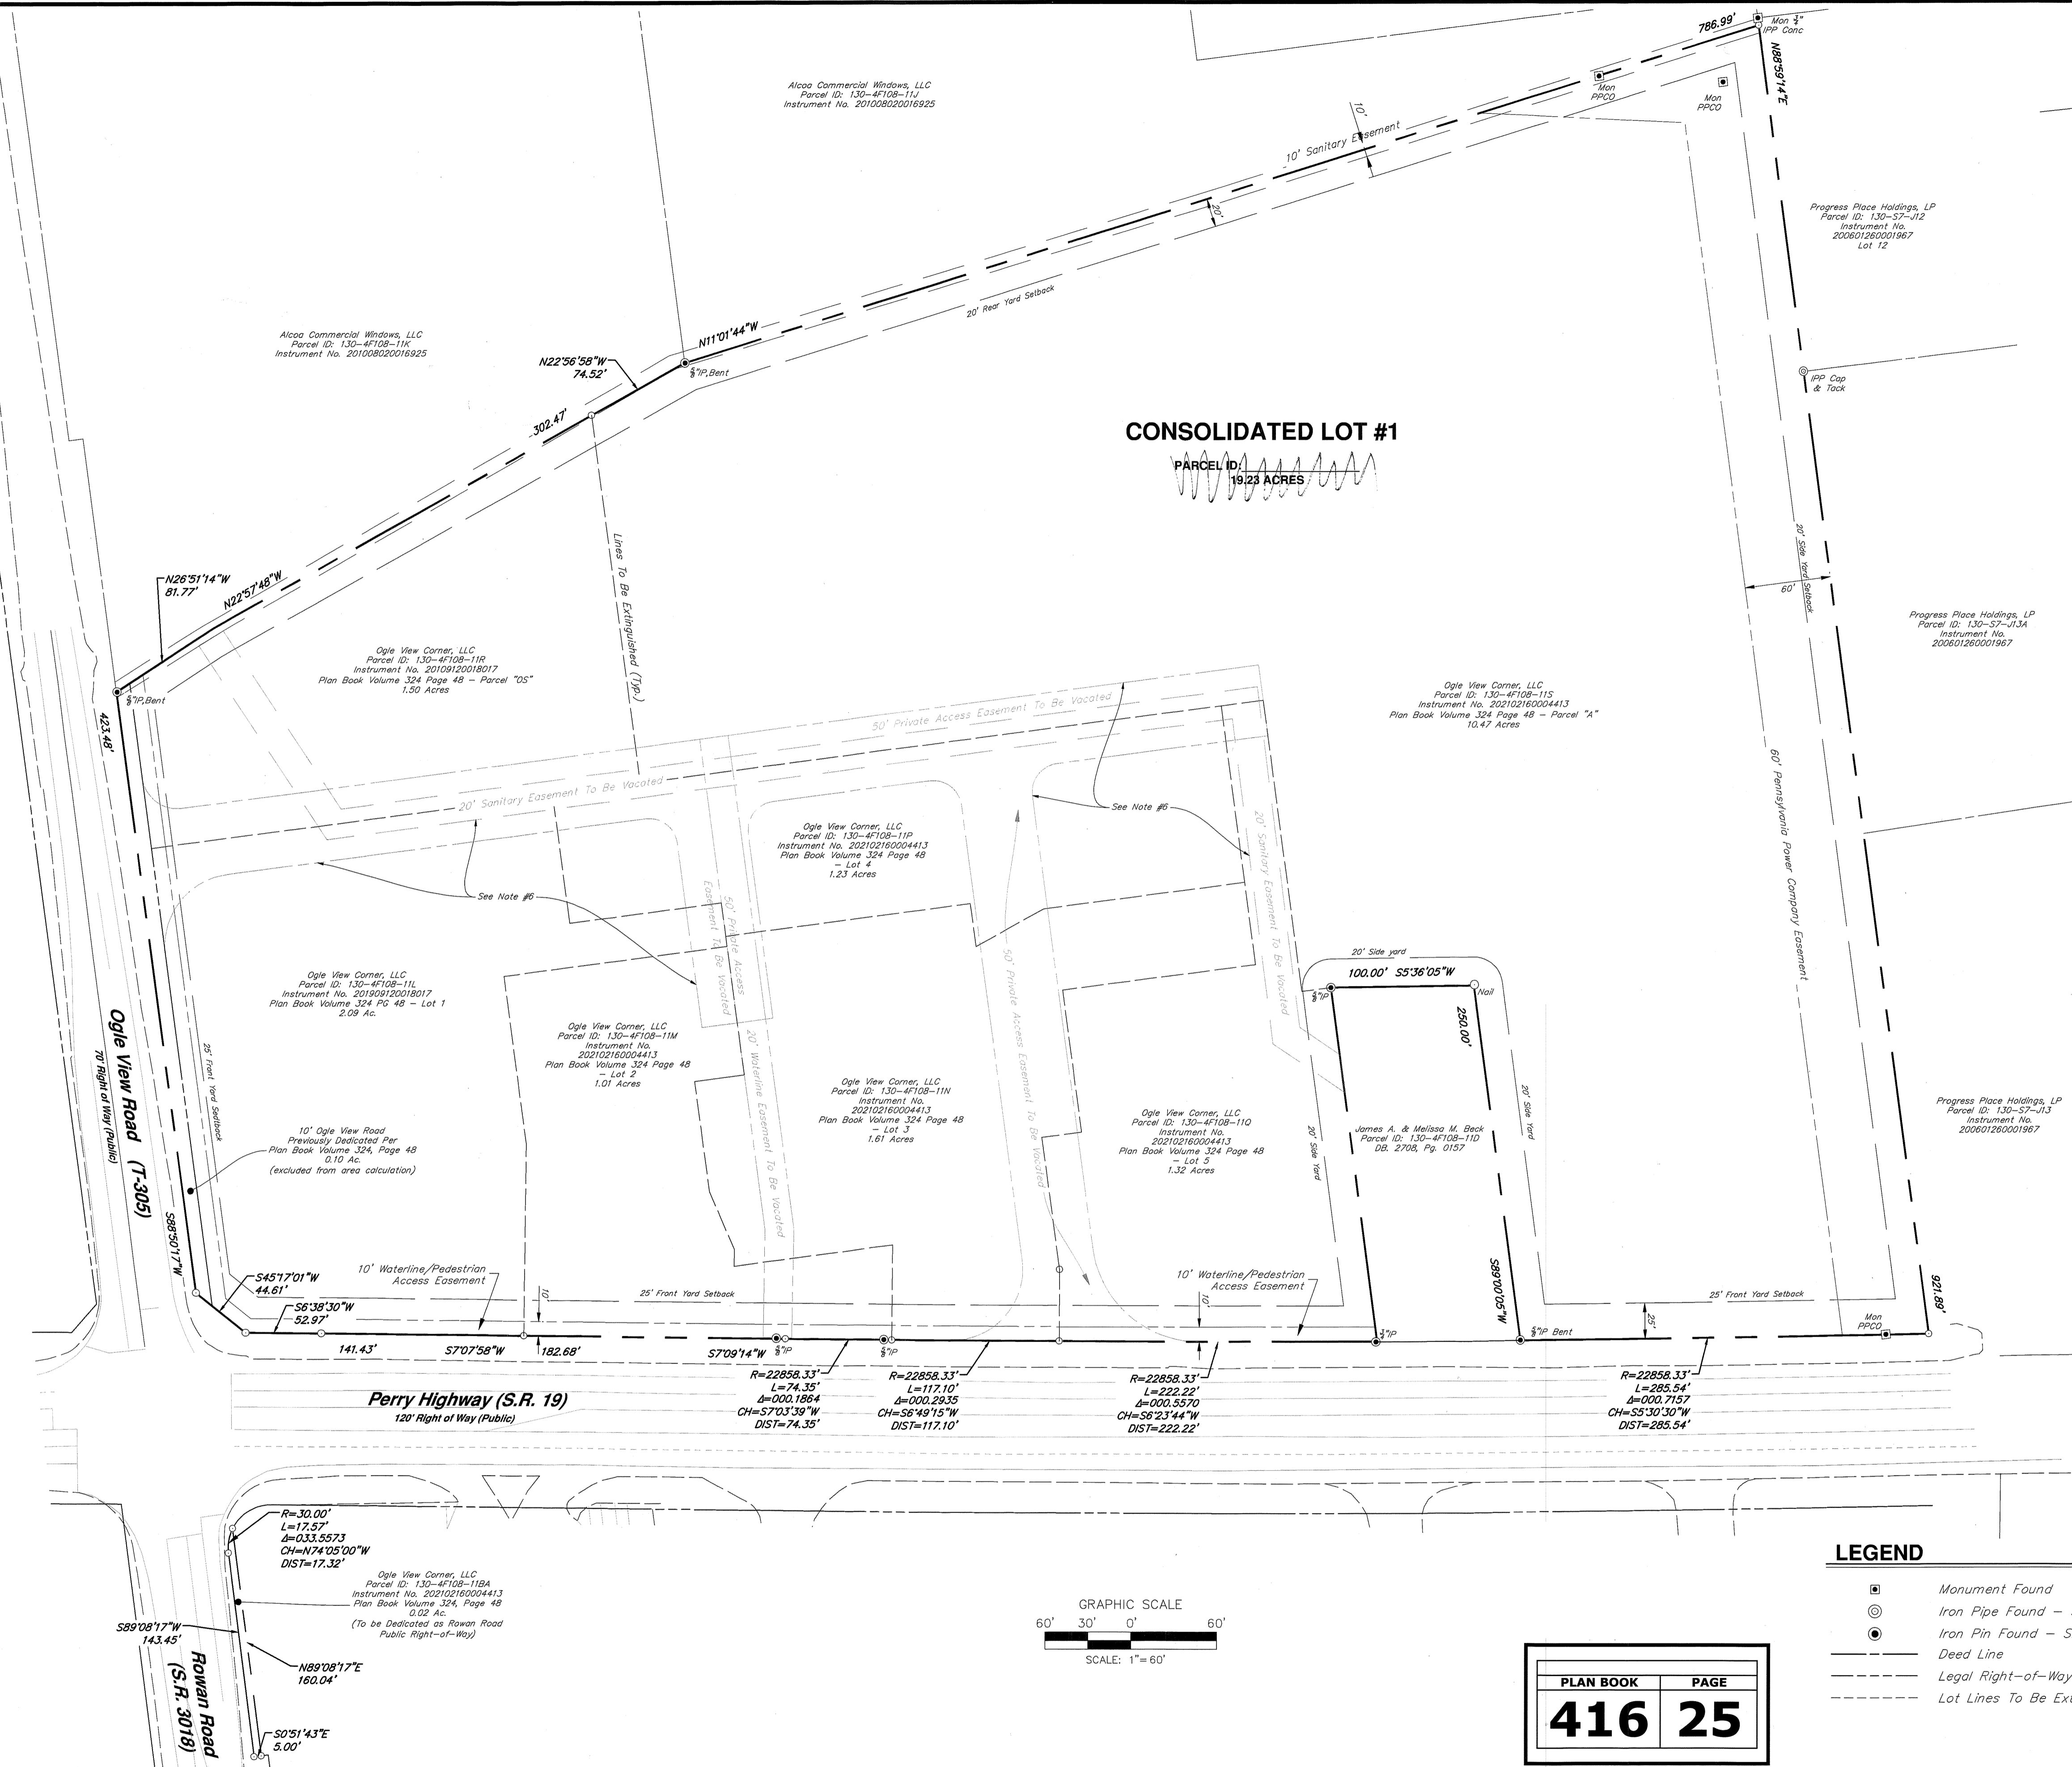 786.99'
Mon ¾"
IPP Conc
N88°59'14"E
Mon
PPCO
Mon
PPCO
Alcoa Commercial Windows, LLC
Parcel ID: 130-4F108-11J
Instrument No. 201008020016925
10'
10' Sanitary Easement
20'
20' Rear Yard Setback
Progress Place Holdings, LP
Parcel ID: 130-S7-J12
Instrument No.
200601260001967
Lot 12
Alcoa Commercial Windows, LLC
Parcel ID: 130-4F108-11K
Instrument No. 201008020016925
N11°01'44"W
N22°56'58"W
74.52'
⅝"IP,Bent
302.47'
IPP Cap
& Tack
CONSOLIDATED LOT #1
PARCEL ID:
19.23 ACRES
Lines To Be Extinguished (Typ.)
20' Side Yard Setback
60'
N26°51'14"W
81.77'
N22°57'48"W
Progress Place Holdings, LP
Parcel ID: 130-S7-J13A
Instrument No.
200601260001967
Ogle View Corner, LLC
Parcel ID: 130-4F108-11R
Instrument No. 20109120018017
Plan Book Volume 324 Page 48 - Parcel "OS"
1.50 Acres
⅝"IP,Bent
423.48'
Ogle View Corner, LLC
Parcel ID: 130-4F108-11S
Instrument No. 202102160004413
Plan Book Volume 324 Page 48 - Parcel "A"
10.47 Acres
50' Private Access Easement To Be Vacated
20' Sanitary Easement To Be Vacated
See Note #6
60' Pennsylvania Power Company Easement
Ogle View Corner, LLC
Parcel ID: 130-4F108-11P
Instrument No. 202102160004413
Plan Book Volume 324 Page 48
- Lot 4
1.23 Acres
20' Sanitary Easement To Be Vacated
See Note #6
50' Private Access
Easement To Be Vacated
50' Private Access Easement To Be Vacated
20' Waterline Easement To Be Vacated
Ogle View Corner, LLC
Parcel ID: 130-4F108-11L
Instrument No. 201909120018017
Plan Book Volume 324 PG 48 - Lot 1
2.09 Ac.
20' Side yard
100.00' S5°36'05"W
⅝"IP
Nail
250.00'
Ogle View Corner, LLC
Parcel ID: 130-4F108-11M
Instrument No.
202102160004413
Plan Book Volume 324 Page 48
- Lot 2
1.01 Acres
Ogle View Corner, LLC
Parcel ID: 130-4F108-11N
Instrument No.
202102160004413
Plan Book Volume 324 Page 48
- Lot 3
1.61 Acres
Ogle View Corner, LLC
Parcel ID: 130-4F108-11Q
Instrument No.
202102160004413
Plan Book Volume 324 Page 48
- Lot 5
1.32 Acres
20' Side Yard
James A. & Melissa M. Beck
Parcel ID: 130-4F108-11D
DB. 2708, Pg. 0157
20' Side Yard
Progress Place Holdings, LP
Parcel ID: 130-S7-J13
Instrument No.
200601260001967
Ogle View Road (T-305)
70' Right of Way (Public)
25' Front Yard Setback
10' Ogle View Road
Previously Dedicated Per
Plan Book Volume 324, Page 48
0.10 Ac.
(excluded from area calculation)
S88°50'17"W
S45°17'01"W
44.61'
S6°38'30"W
52.97'
10' Waterline/Pedestrian
Access Easement
10'
25' Front Yard Setback
10' Waterline/Pedestrian
Access Easement
10'
S89°00'05"W
25' Front Yard Setback
25'
921.89'
Mon
PPCO
141.43'
S7°07'58"W
182.68'
S7°09'14"W
⅝"IP
⅝"IP
⅝" IP Bent
R=22858.33'
L=74.35'
Δ=000.1864
CH=S7°03'39"W
DIST=74.35'
R=22858.33'
L=117.10'
Δ=000.2935
CH=S6°49'15"W
DIST=117.10'
R=22858.33'
L=222.22'
Δ=000.5570
CH=S6°23'44"W
DIST=222.22'
R=22858.33'
L=285.54'
Δ=000.7157
CH=S5°30'30"W
DIST=285.54'
Perry Highway (S.R. 19)
120' Right of Way (Public)
R=30.00'
L=17.57'
Δ=033.5573
CH=N74°05'00"W
DIST=17.32'
Ogle View Corner, LLC
Parcel ID: 130-4F108-11BA
Instrument No. 202102160004413
Plan Book Volume 324, Page 48
0.02 Ac.
(To be Dedicated as Rowan Road
Public Right-of-Way)
S89°08'17"W
143.45'
N89°08'17"E
160.04'
S0°51'43"E
5.00'
Rowan Road
(S.R. 3018)
GRAPHIC SCALE
60' 30' 0' 60'
SCALE: 1"= 60'
PLAN BOOK PAGE
416 25
LEGEND
Monument Found
Iron Pipe Found -
Iron Pin Found - S
Deed Line
Legal Right-of-Way
Lot Lines To Be Ex